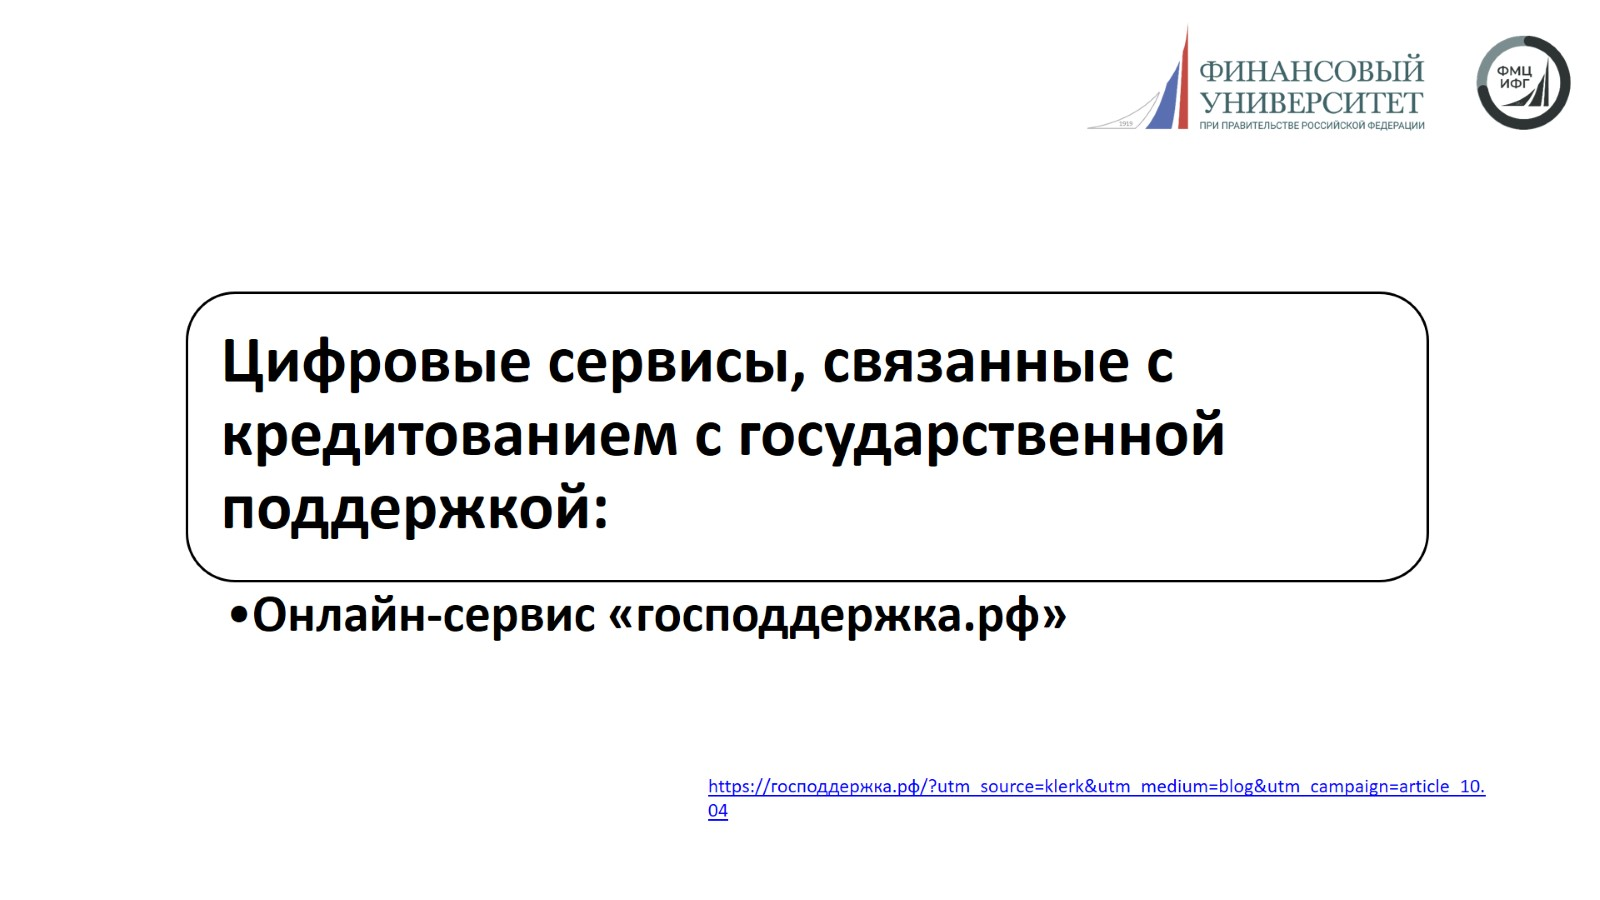 ФИНАНСОВЫЙ
УНИВЕРСИТЕТ
ПРИ ПРАВИТЕЛЬСТВЕ РОССИЙСКОЙ ФЕДЕРАЦИИ
1919
ФМЦ
ИФГ
Цифровые сервисы, связанные с
кредитованием с государственной
поддержкой:
•Онлайн-сервис «господдержка.рф»
https://господдержка.рф/?utm_source=klerk&utm_medium=blog&utm_campaign=article_10.
04